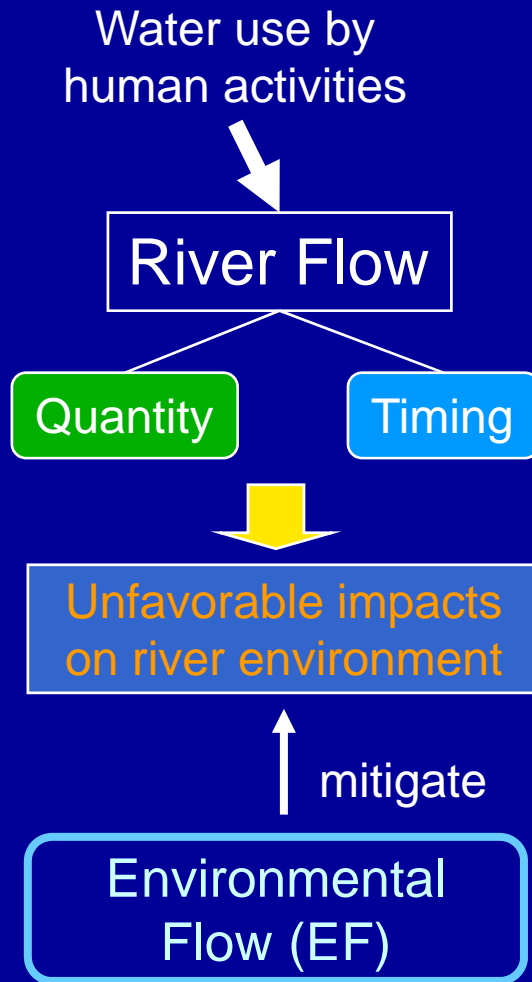 Water use by
human activities
River Flow
Quantity
Timing
Unfavorable impacts
on river environment
mitigate
Environmental
Flow (EF)